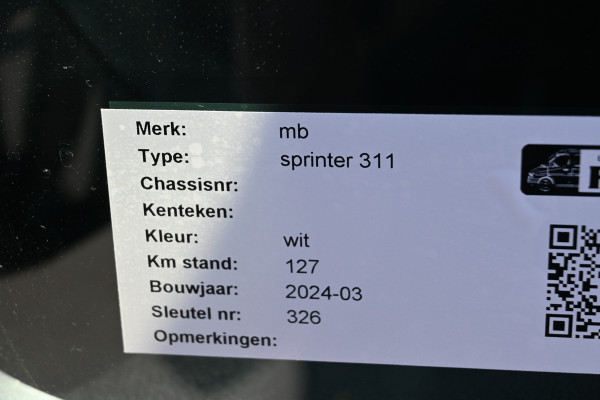 Merk: mb
Type: sprinter 311
Chassisnr:
Kenteken:
Kleur: wit
Km stand: 127
Bouwjaar: 2024-03
Sleutel nr: 326
Opmerkingen: